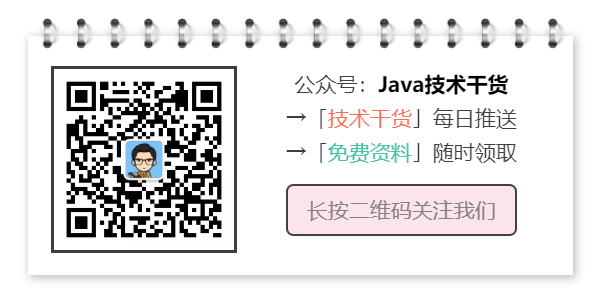 公众号：Java技术干货
→「技术干货」每日推送
→「免费资料」随时领取
长按二维码关注我们